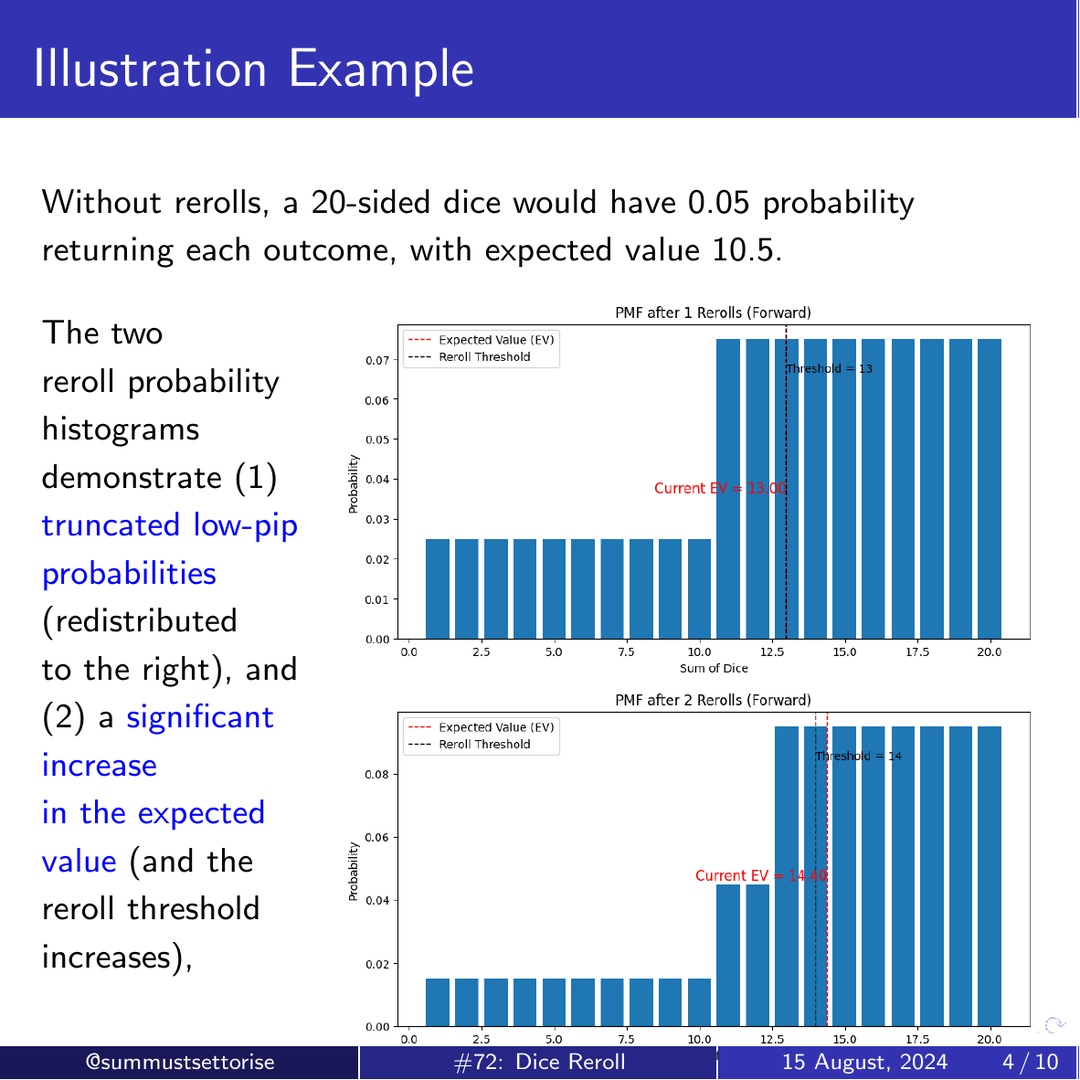 Illustration Example
Without rerolls, a 20-sided dice would have 0.05 probability
returning each outcome, with expected value 10.5.
The two
reroll probability
histograms
demonstrate (1)
truncated low-pip
probabilities
(redistributed
to the right), and
(2) a significant
increase
in the expected
value (and the
reroll threshold
increases),
PMF after 1 Rerolls (Forward)
Expected Value (EV)
Reroll Threshold
Threshold = 13
Current EV = 13.00
Probability
0.07
0.06
0.05
0.04
0.03
0.02
0.01
0.00
0.0 2.5 5.0 7.5 10.0 12.5 15.0 17.5 20.0
Sum of Dice
PMF after 2 Rerolls (Forward)
Expected Value (EV)
Reroll Threshold
Threshold = 14
Current EV = 14.40
Probability
0.08
0.06
0.04
0.02
0.00
0.0 2.5 5.0 7.5 10.0 12.5 15.0 17.5 20.0
@summustsettorise #72: Dice Reroll 15 August, 2024 4 / 10